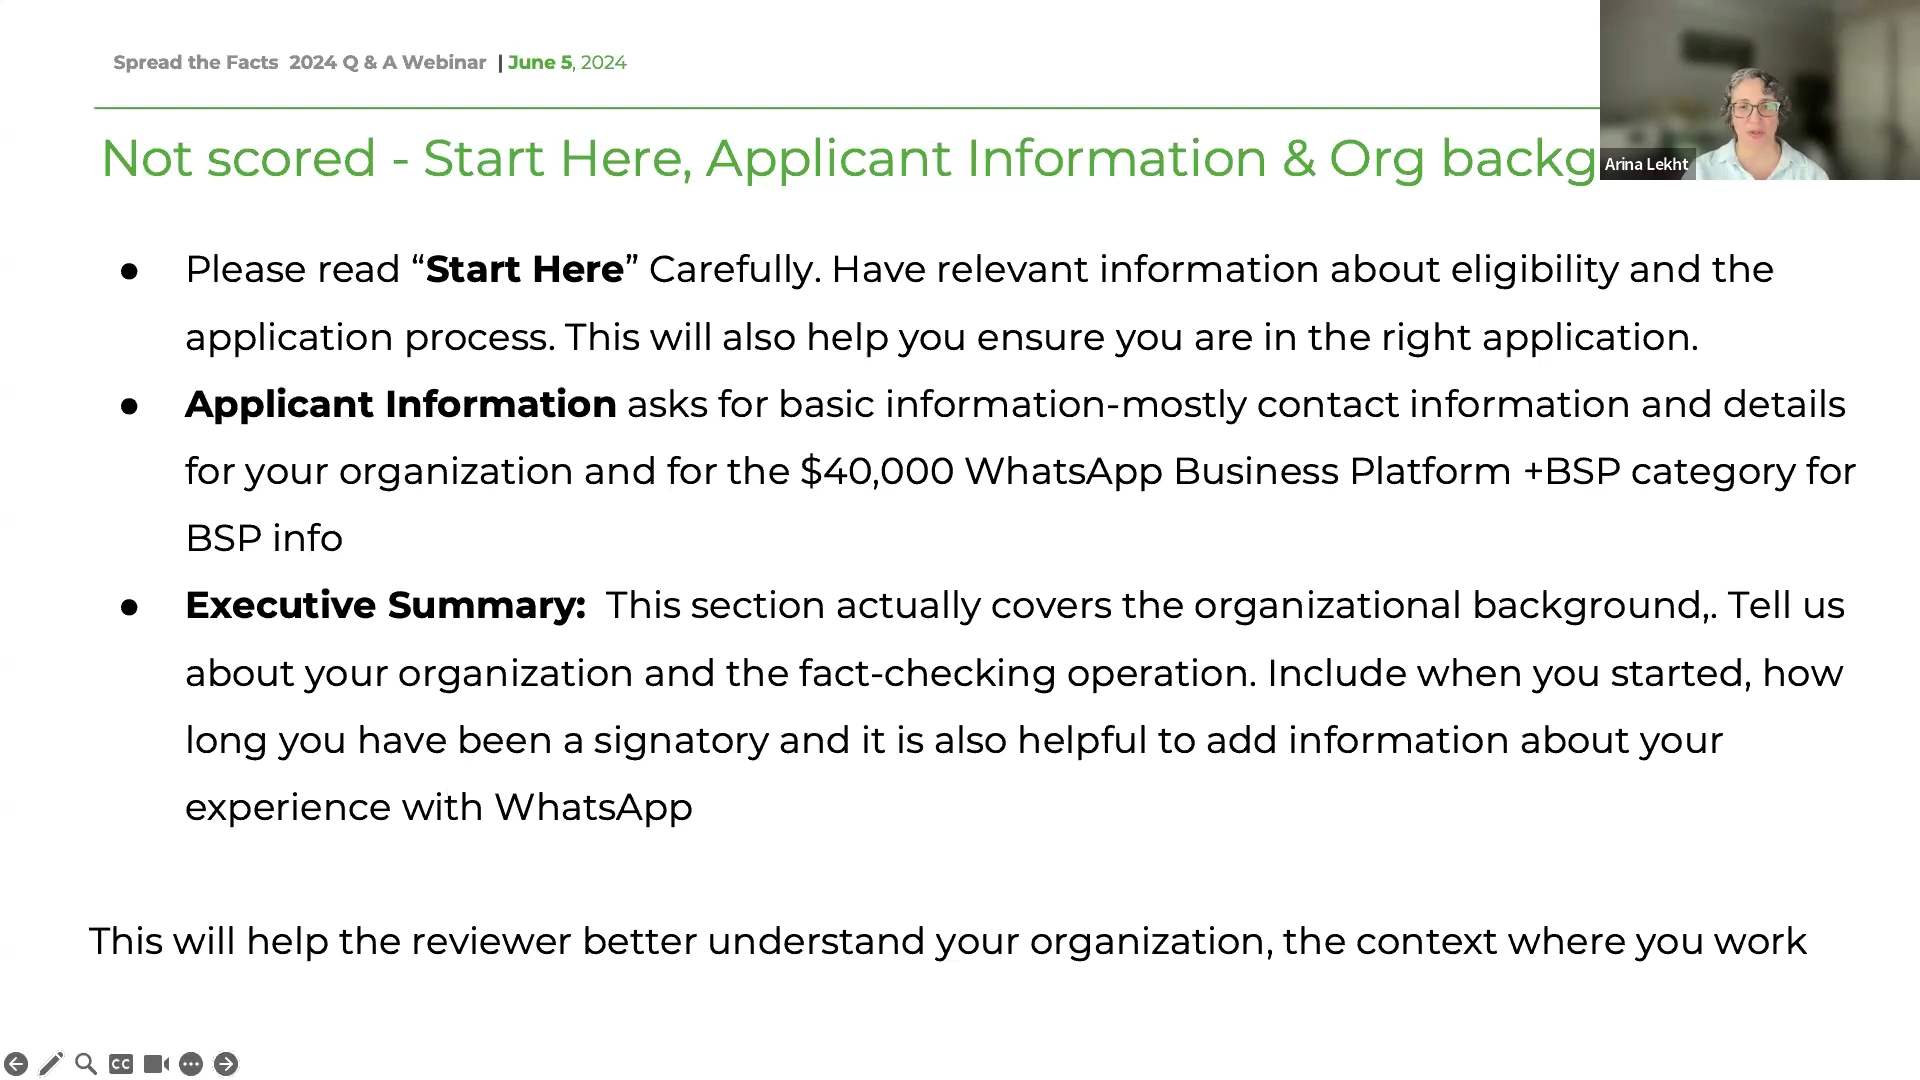 Spread the Facts 2024 Q & A Webinar | June 5, 2024
Not scored - Start Here, Applicant Information & Org backg
Arina Lekht
● Please read “Start Here” Carefully. Have relevant information about eligibility and the
application process. This will also help you ensure you are in the right application.
● Applicant Information asks for basic information-mostly contact information and details
for your organization and for the $40,000 WhatsApp Business Platform +BSP category for
BSP info
● Executive Summary: This section actually covers the organizational background,. Tell us
about your organization and the fact-checking operation. Include when you started, how
long you have been a signatory and it is also helpful to add information about your
experience with WhatsApp
This will help the reviewer better understand your organization, the context where you work
CC